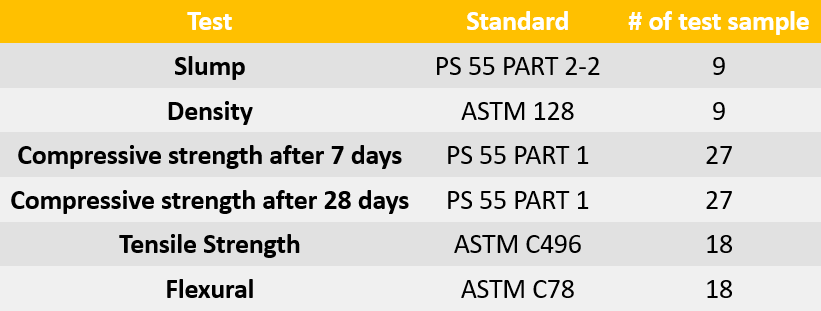 Test Standard # of test sample
Slump PS 55 PART 2-2 9
Density ASTM 128 9
Compressive strength after 7 days PS 55 PART 1 27
Compressive strength after 28 days PS 55 PART 1 27
Tensile Strength ASTM C496 18
Flexural ASTM C78 18